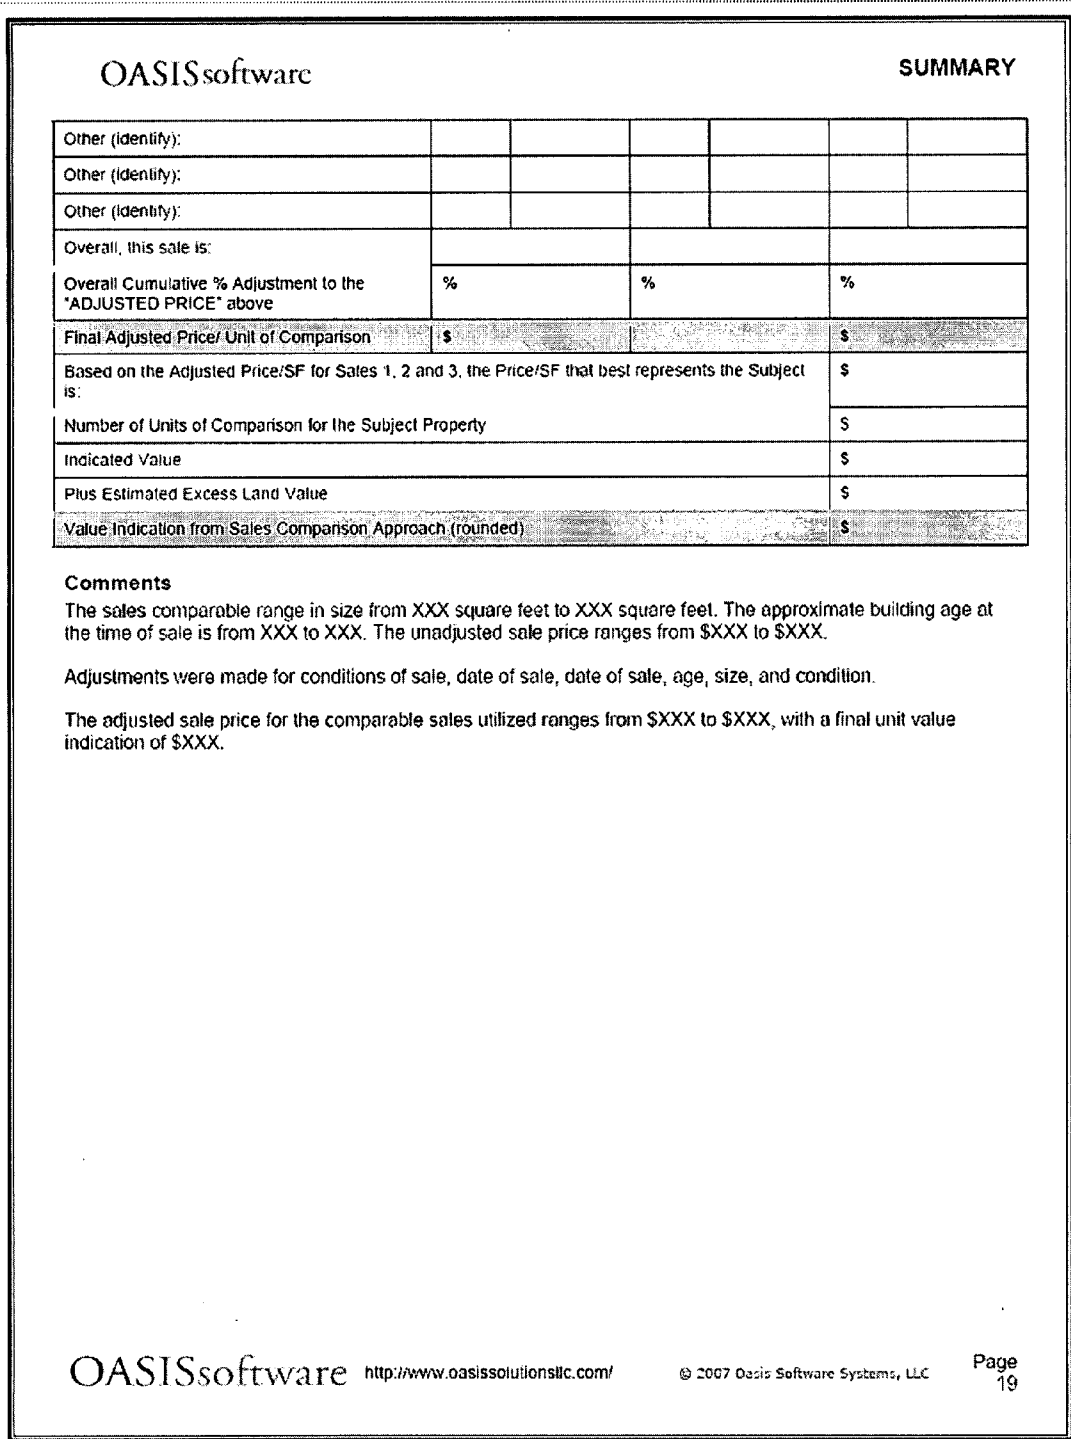 OASISsoftware
SUMMARY
Other (identify):
Other (identify):
Other (identify):
Overall, this sale is:
Overall Cumulative % Adjustment to the % % %
"ADJUSTED PRICE" above
Final Adjusted Price/ Unit of Comparison $ $
Based on the Adjusted Price/SF for Sales 1, 2 and 3, the Price/SF that best represents the Subject $
is:
Number of Units of Comparison for the Subject Property $
Indicated Value $
Plus Estimated Excess Land Value $
Value Indication from Sales Comparison Approach (rounded) $
Comments
The sales comparable range in size from XXX square feet to XXX square feet. The approximate building age at
the time of sale is from XXX to XXX. The unadjusted sale price ranges from $XXX to $XXX.
Adjustments were made for conditions of sale, date of sale, date of sale, age, size, and condition.
The adjusted sale price for the comparable sales utilized ranges from $XXX to $XXX, with a final unit value
indication of $XXX.
OASISsoftware http://www.oasissolutionsllc.com/ © 2007 Oasis Software Systems, LLC Page
19